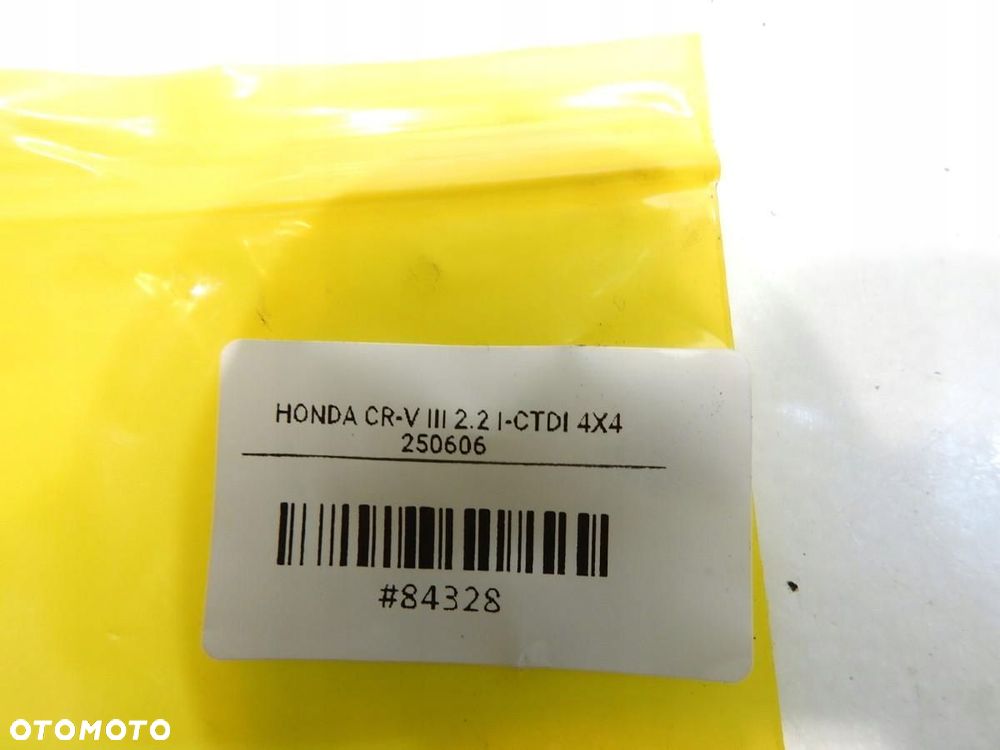 HONDA CR-V III 2.2 I-CTDI 4X4
250606
#84328
OTOMOTO